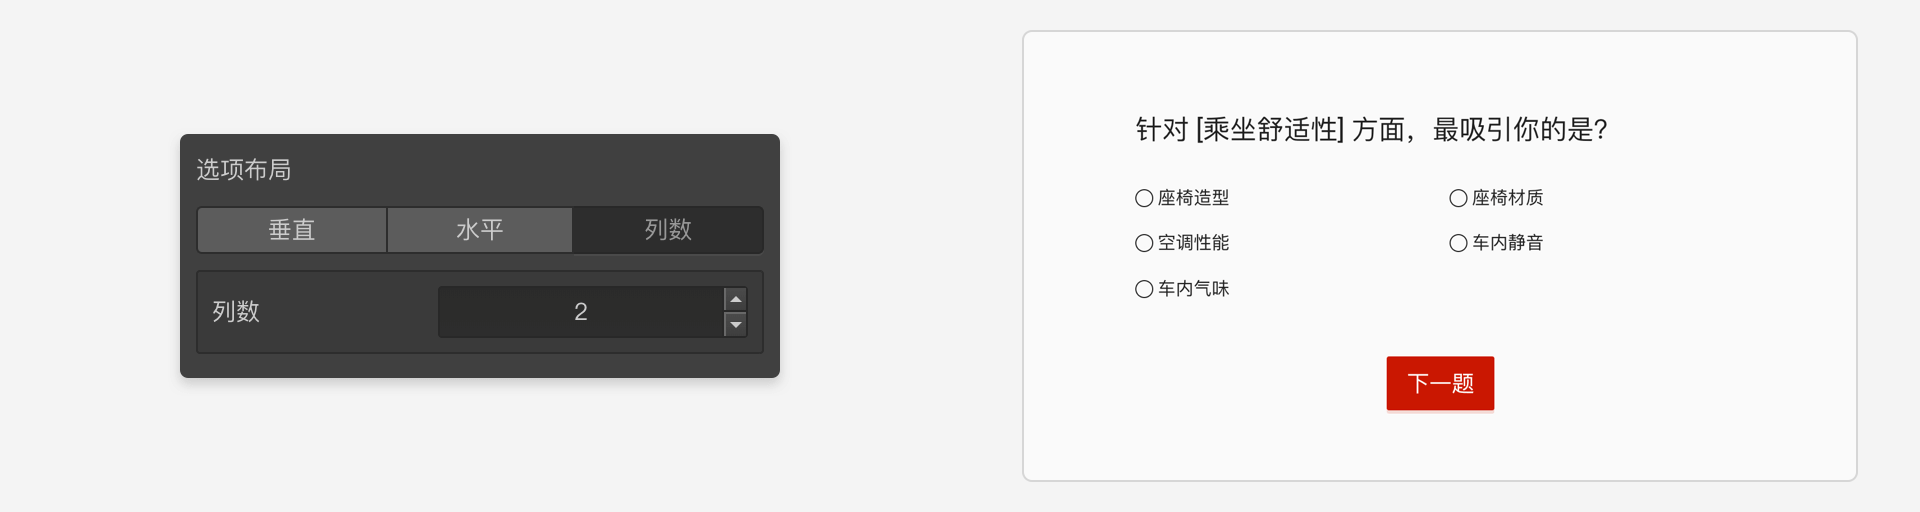 选项布局
垂直 水平 列数
列数 2
针对 [乘坐舒适性] 方面，最吸引你的是？
座椅造型 座椅材质
空调性能 车内静音
车内气味
下一题